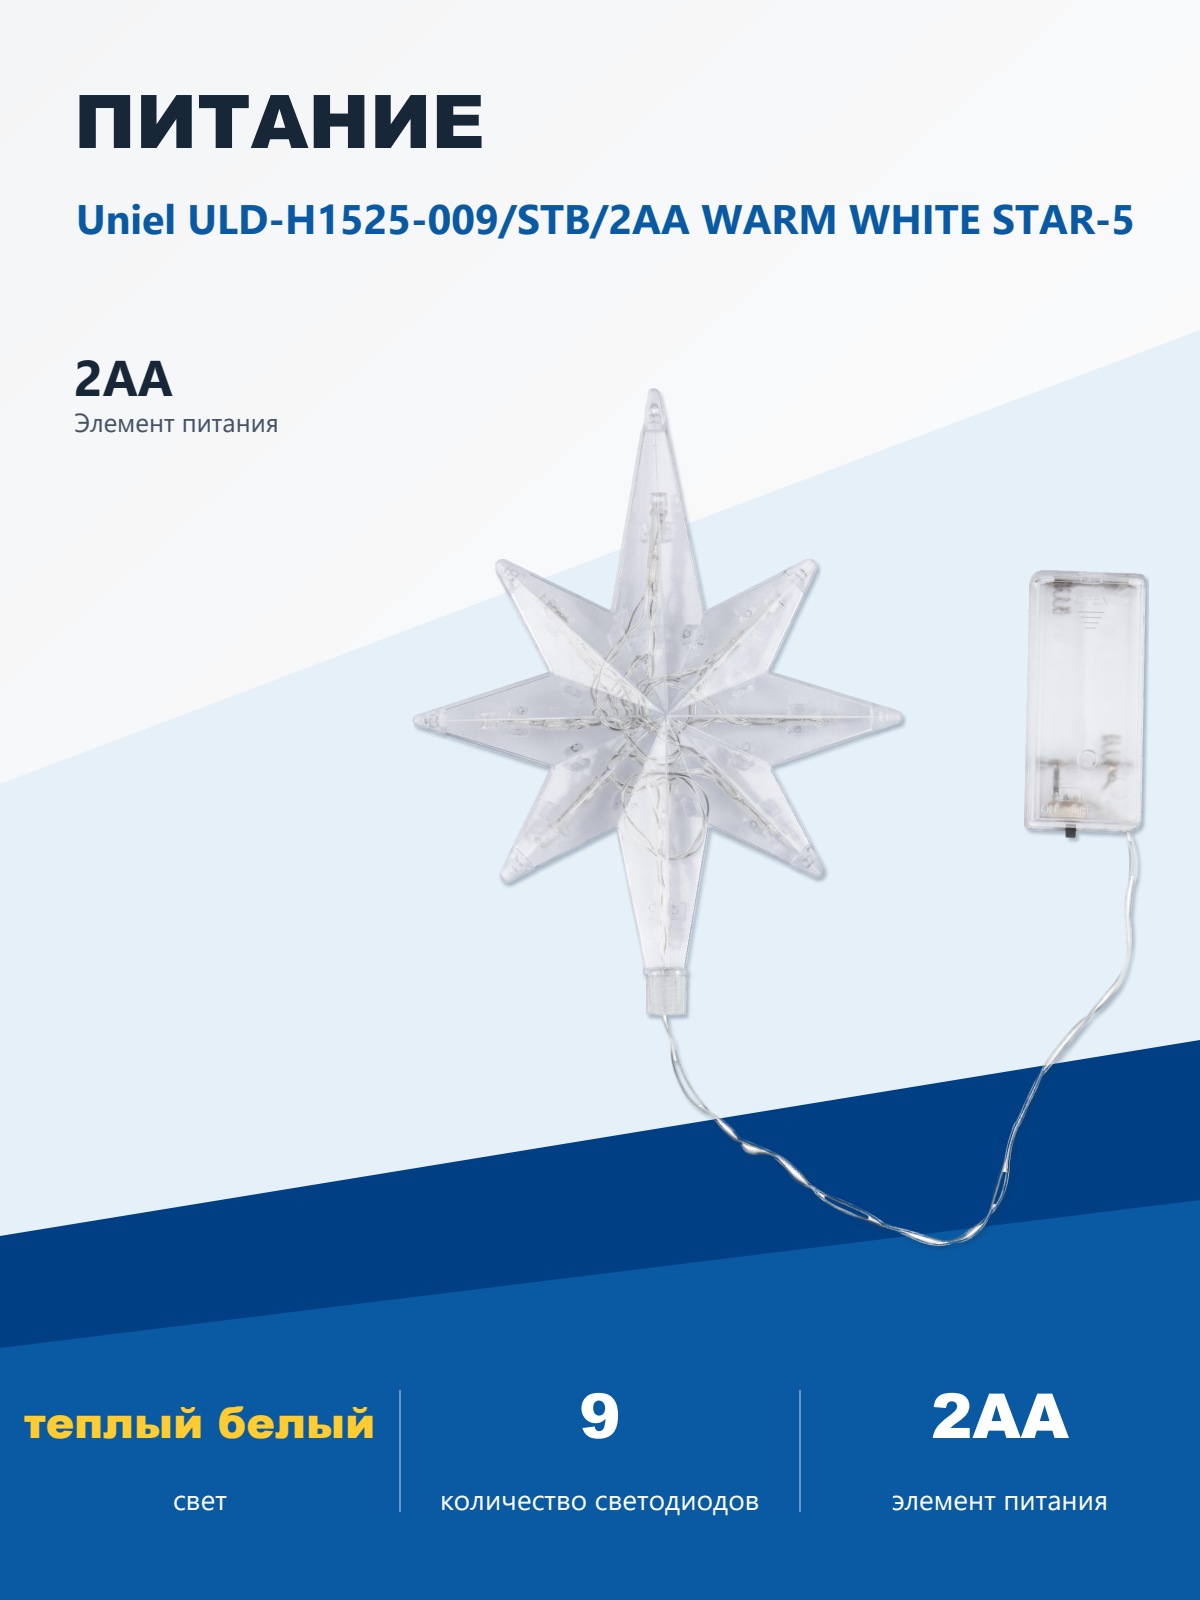 ПИТАНИЕ
Uniel ULD-H1525-009/STB/2AA WARM WHITE STAR-5
2AA
Элемент питания
теплый белый
свет
9
количество светодиодов
2AA
элемент питания